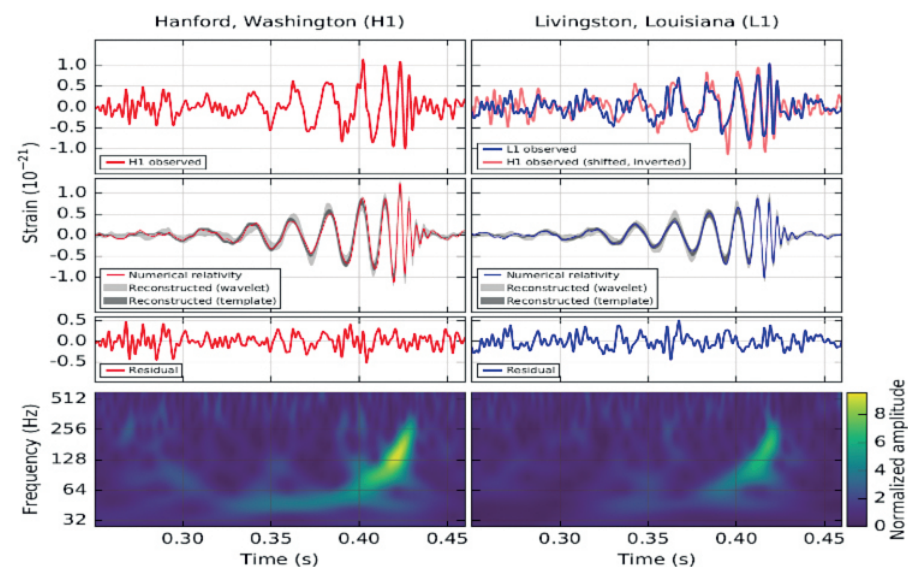 Hanford, Washington (H1)
Livingston, Louisiana (L1)
Strain (10⁻²¹)
1.0
0.5
0.0
-0.5
-1.0
H1 observed
L1 observed
H1 observed (shifted, inverted)
1.0
0.5
0.0
-0.5
-1.0
Numerical relativity
Reconstructed (wavelet)
Reconstructed (template)
Numerical relativity
Reconstructed (wavelet)
Reconstructed (template)
0.5
0.0
-0.5
Residual
Residual
Frequency (Hz)
512
256
128
64
32
0.30
0.35
0.40
0.45
Time (s)
0.30
0.35
0.40
0.45
Time (s)
8
6
4
2
0
Normalized amplitude